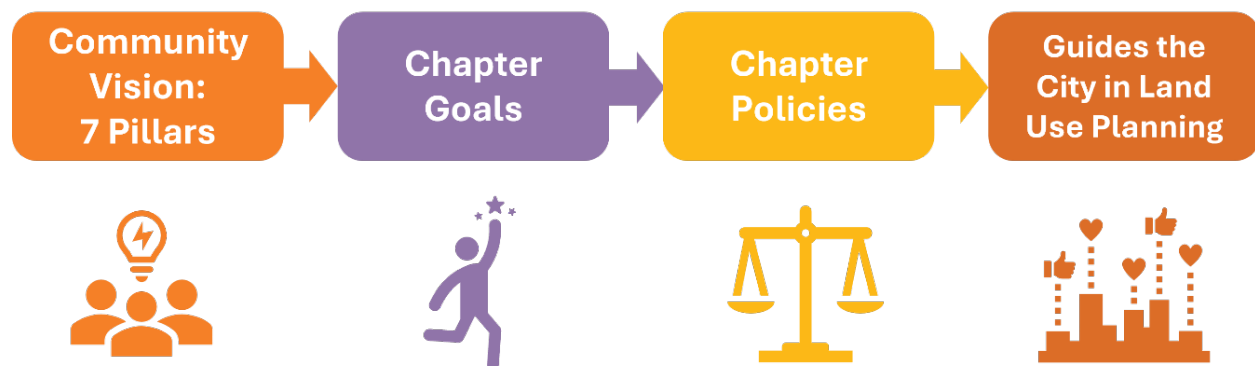 Community
Vision:
7 Pillars
Chapter
Goals
Chapter
Policies
Guides the
City in Land
Use Planning